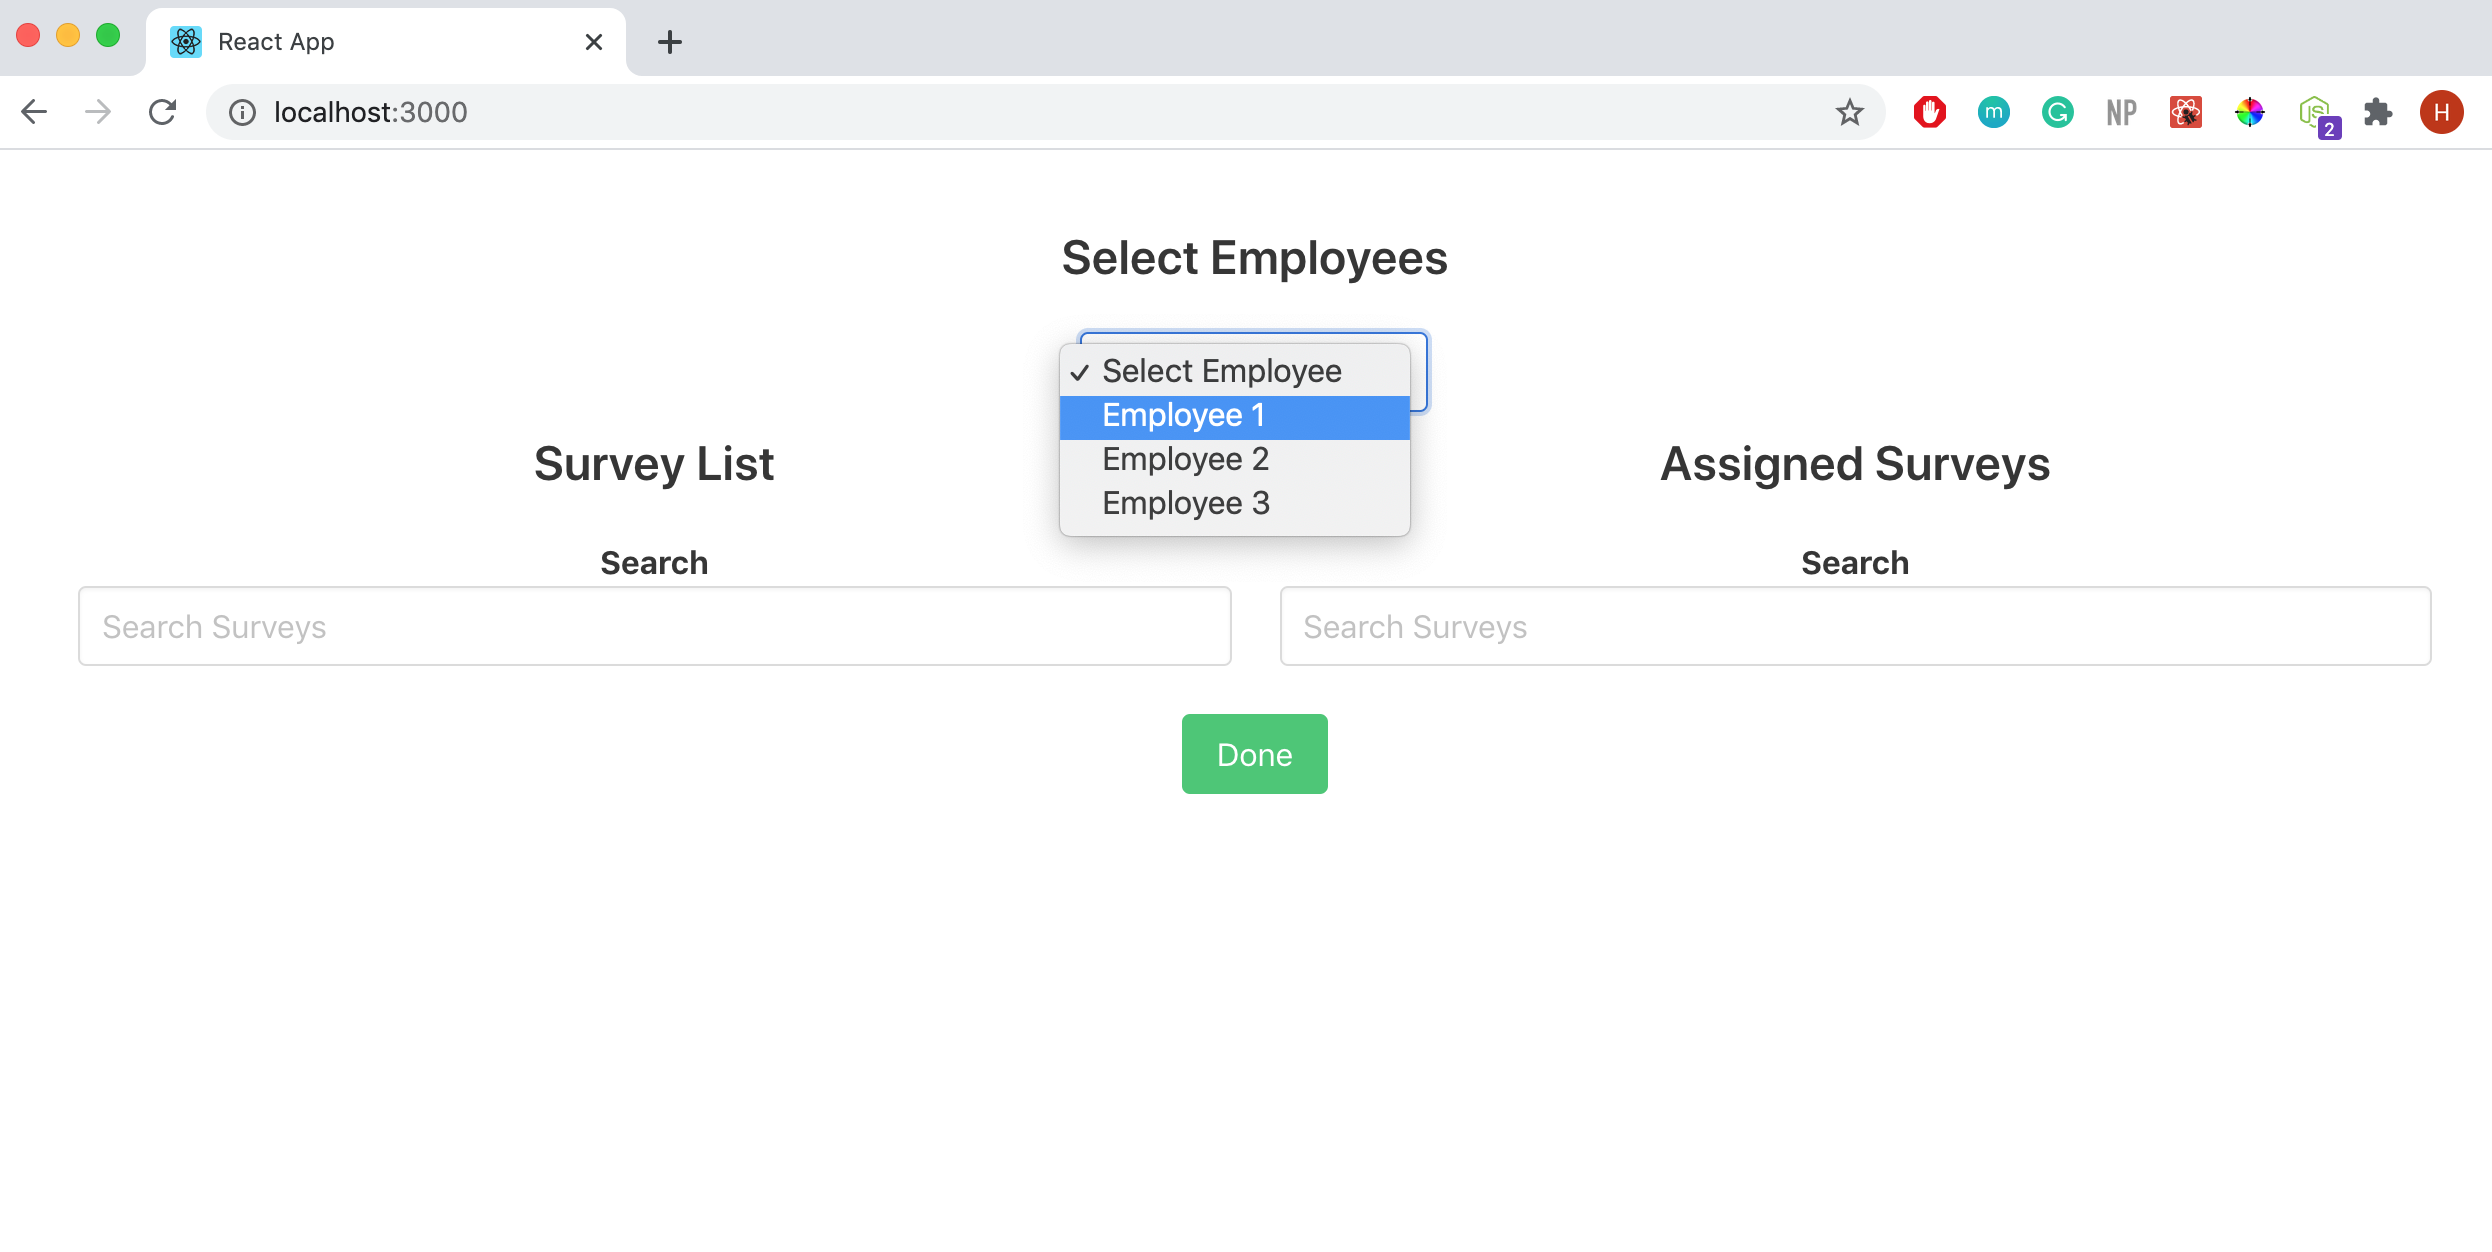 React App
localhost:3000
m
G
NP
JS
2
H
Select Employees
Select Employee
Employee 1
Employee 2
Employee 3
Survey List
Assigned Surveys
Search
Search
Search Surveys
Search Surveys
Done